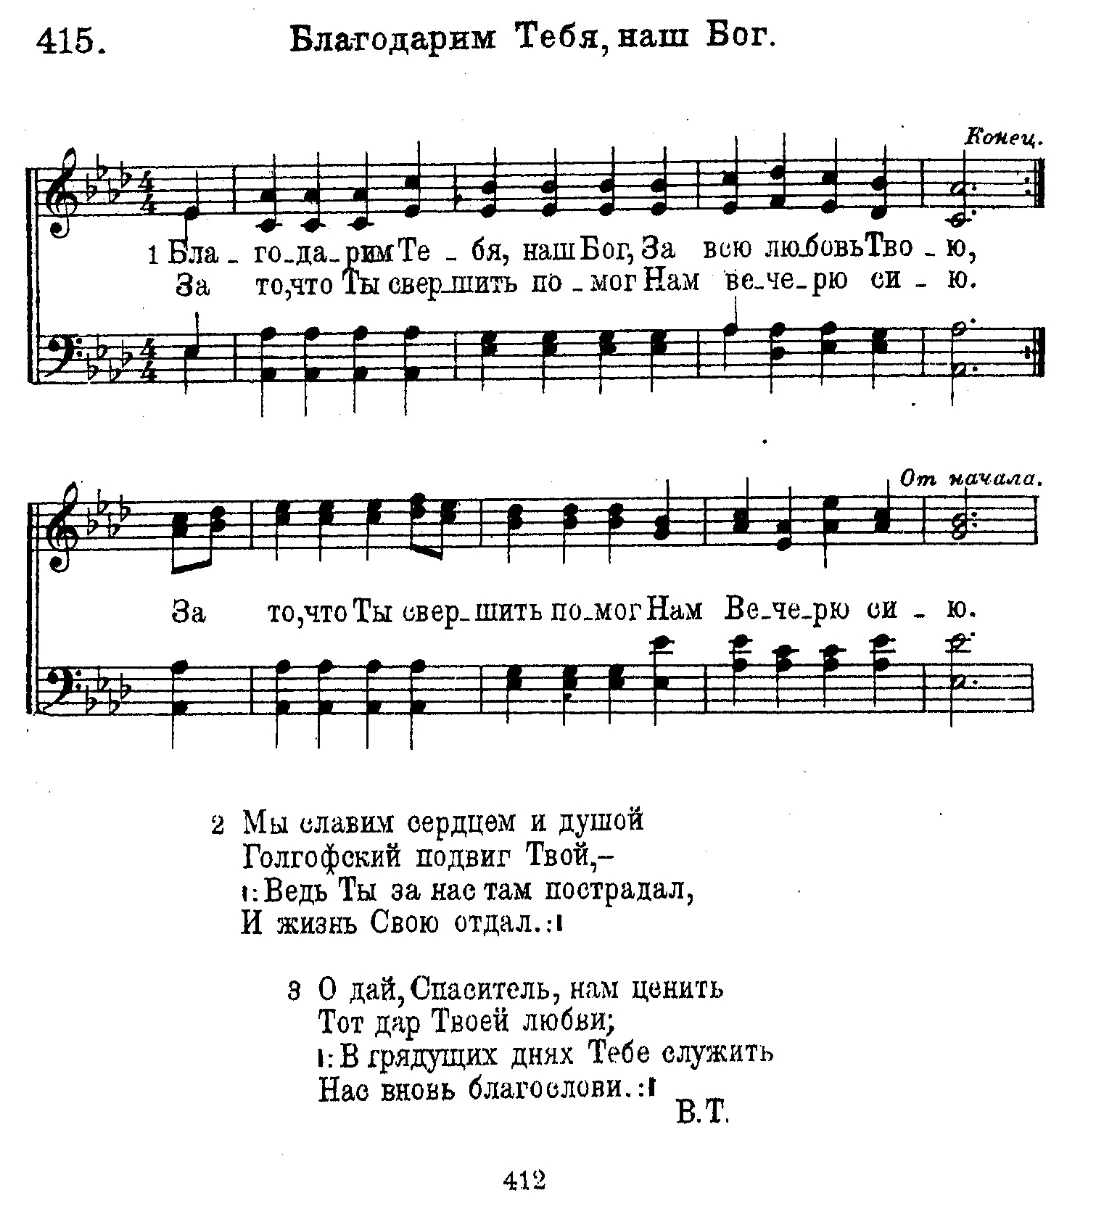 415. Благодарим Тебя, наш Бог.
Конец.
1 Бла - го-да-рим Те - бя, наш Бог, За всю любовь Тво - ю,
За то,что Ты свер-шить по - мог Нам ве-че-рю си - ю.
От начала.
За то,что Ты свер-шить по-мог Нам Ве-че-рю си - ю.
2 Мы славим сердцем и душой
Голгофский подвиг Твой,–
|: Ведь Ты за нас там пострадал,
И жизнь Свою отдал. :|
3 О дай, Спаситель, нам ценить
Тот дар Твоей любви;
|: В грядущих днях Тебе служить
Нас вновь благослови. :|
В.Т.
412